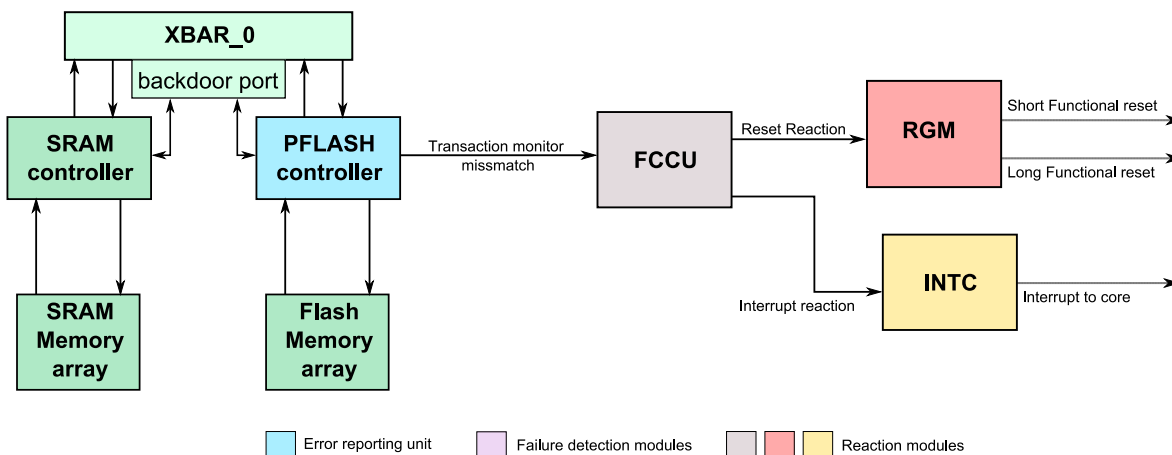 XBAR_0
backdoor port
SRAM
controller
PFLASH
controller
Transaction monitor
missmatch
FCCU
Reset Reaction
RGM
Short Functional reset
Long Functional reset
Interrupt reaction
INTC
Interrupt to core
SRAM
Memory
array
Flash
Memory
array
Error reporting unit
Failure detection modules
Reaction modules